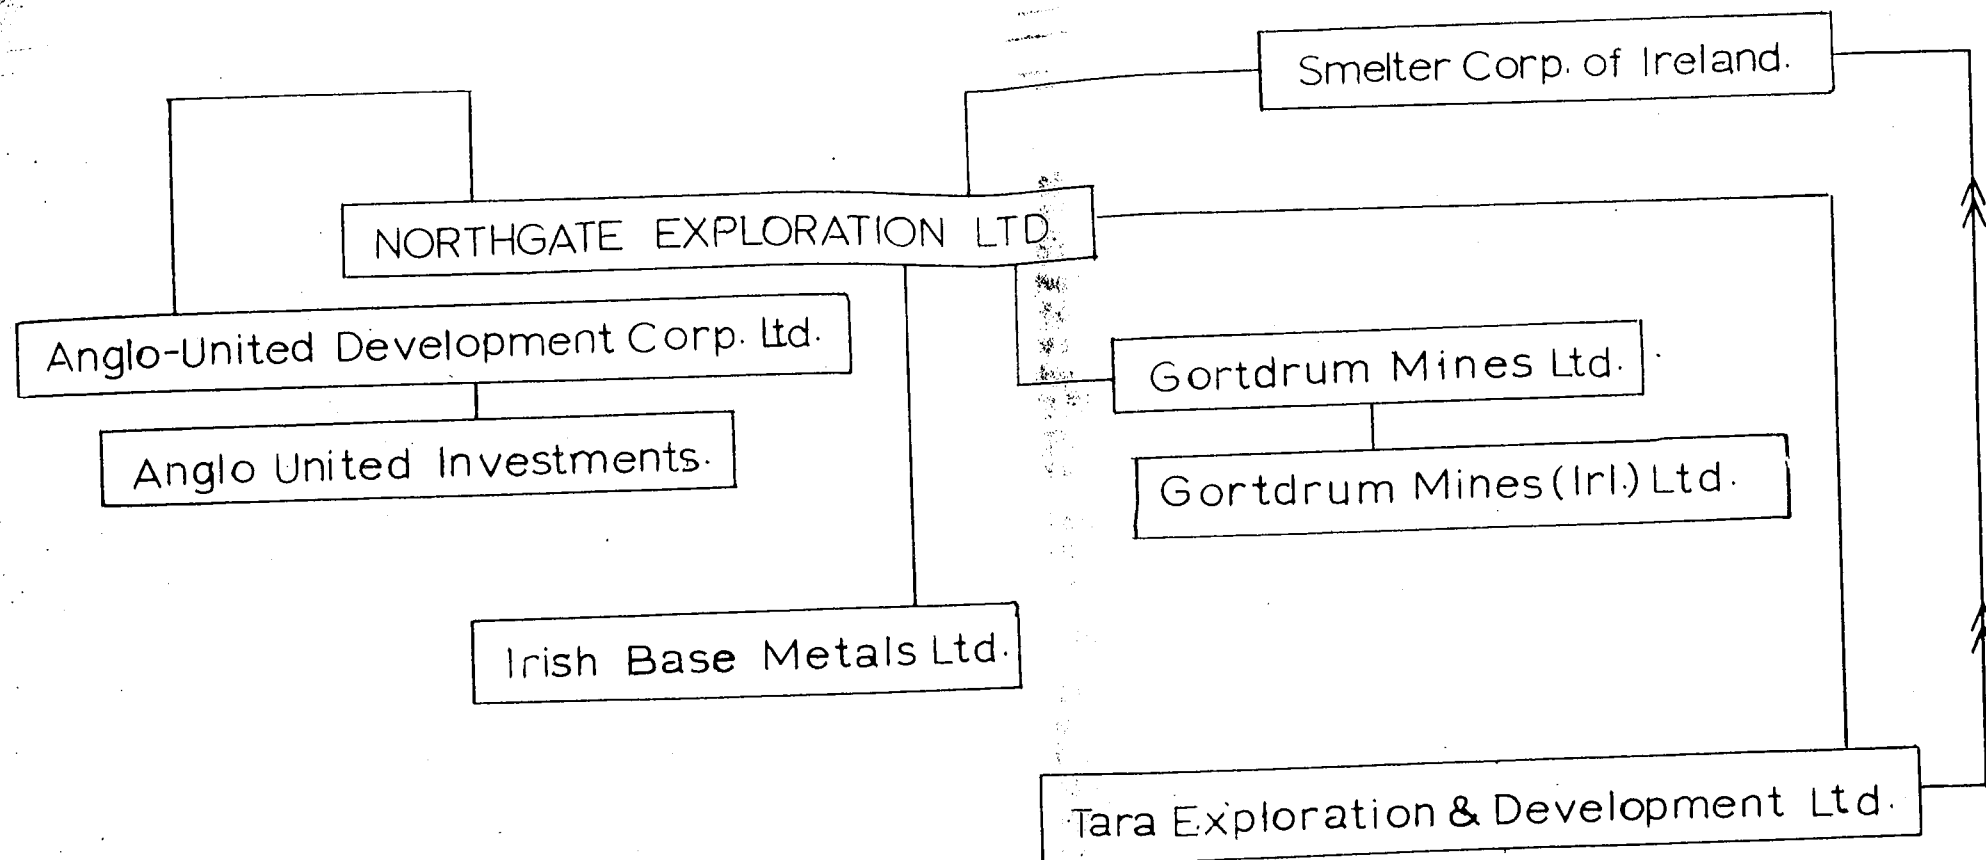 Smelter Corp. of Ireland.
NORTHGATE EXPLORATION LTD.
Anglo-United Development Corp. Ltd.
Gortdrum Mines Ltd.
Anglo United Investments.
Gortdrum Mines (Irl.) Ltd.
Irish Base Metals Ltd.
Tara Exploration & Development Ltd.